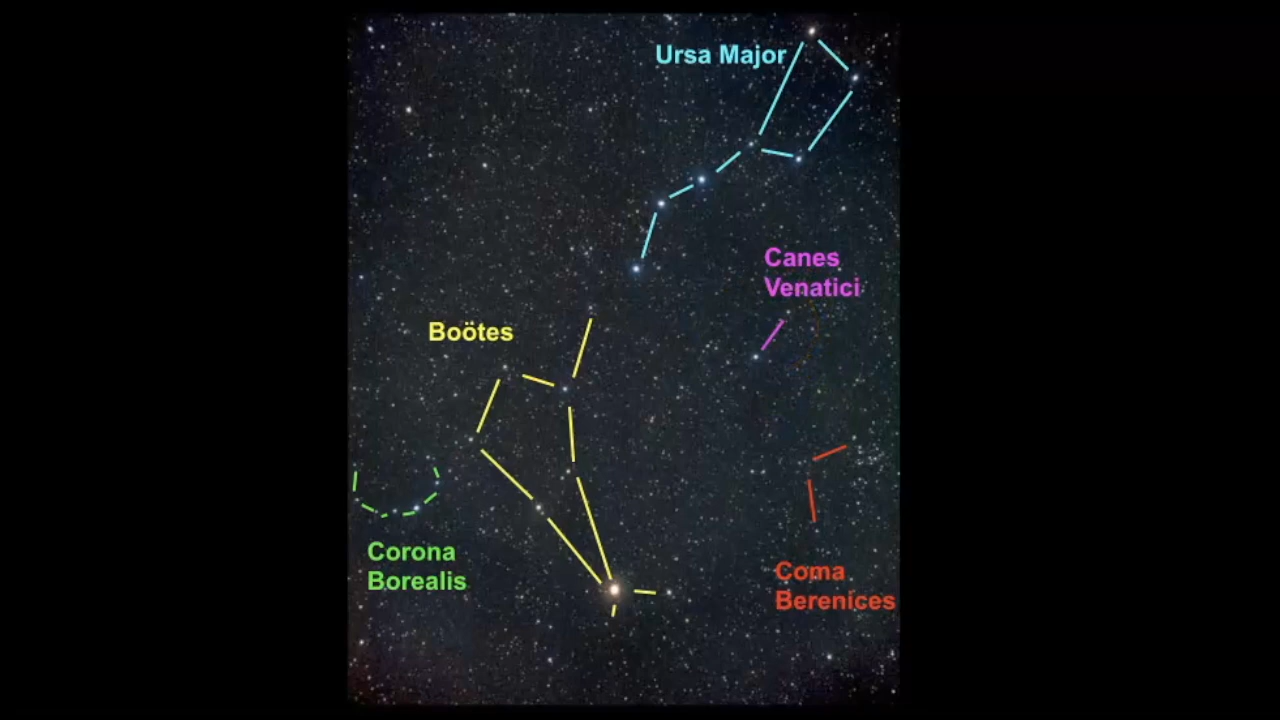 Ursa Major
Canes
Venatici
Boötes
Corona
Borealis
Coma
Berenices